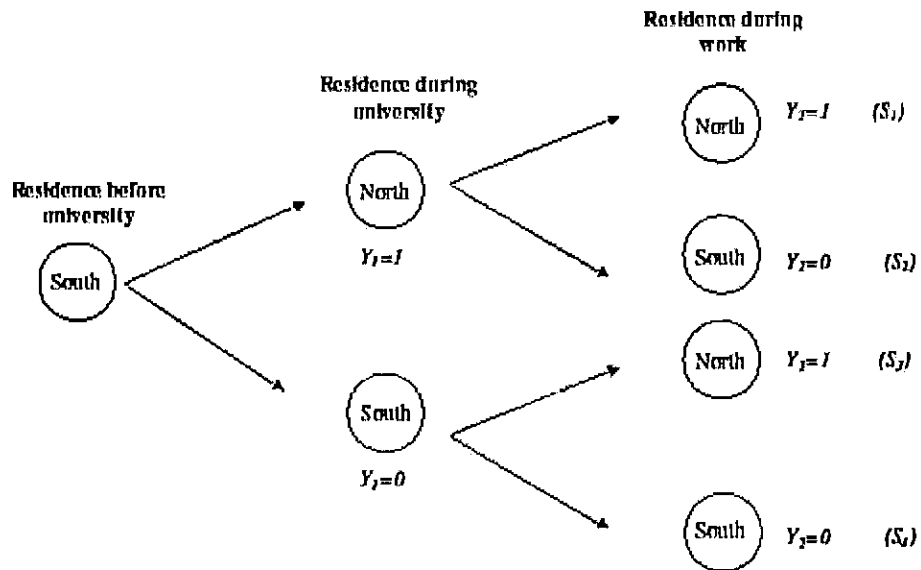 Residence during
work
Residence during
university
North
Y₂=1 (S₁)
Residence before
university
North
Y₁=1
South
South
Y₂=0 (S₂)
North
Y₂=1 (S₃)
South
Y₁=0
South
Y₂=0 (S₄)